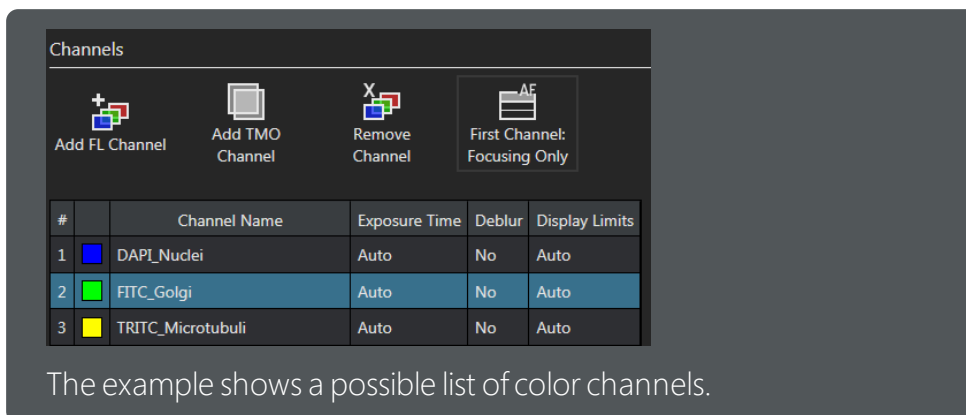 Channels
Add FL Channel
Add TMO
Channel
X
Remove
Channel
AF
First Channel:
Focusing Only
# Channel Name Exposure Time Deblur Display Limits
1 DAPI_Nuclei Auto No Auto
2 FITC_Golgi Auto No Auto
3 TRITC_Microtubuli Auto No Auto
The example shows a possible list of color channels.